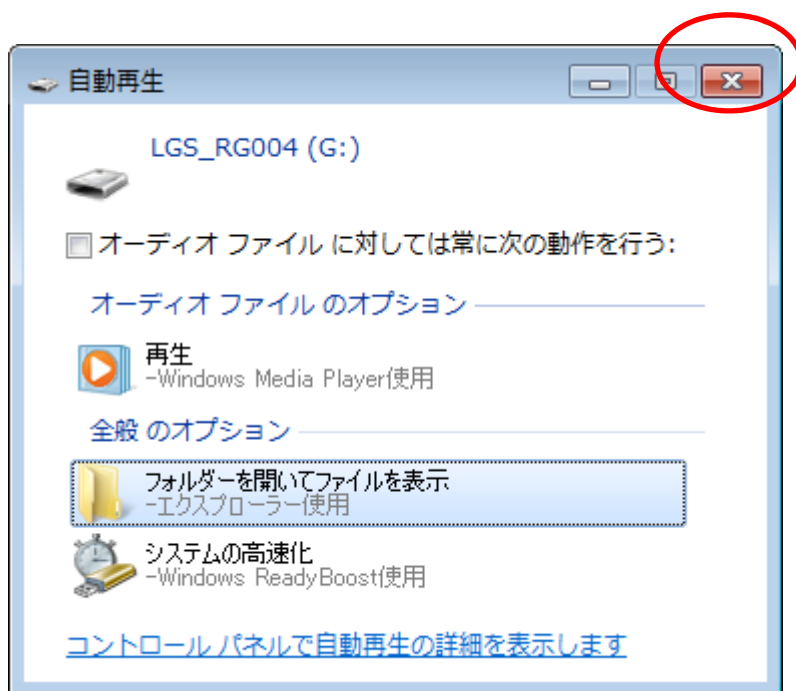 自動再生
LGS_RG004 (G:)
オーディオ ファイル に対しては常に次の動作を行う:
オーディオ ファイル のオプション
再生
-Windows Media Player使用
全般 のオプション
フォルダーを開いてファイルを表示
-エクスプローラー使用
システムの高速化
-Windows ReadyBoost使用
コントロール パネルで自動再生の詳細を表示します